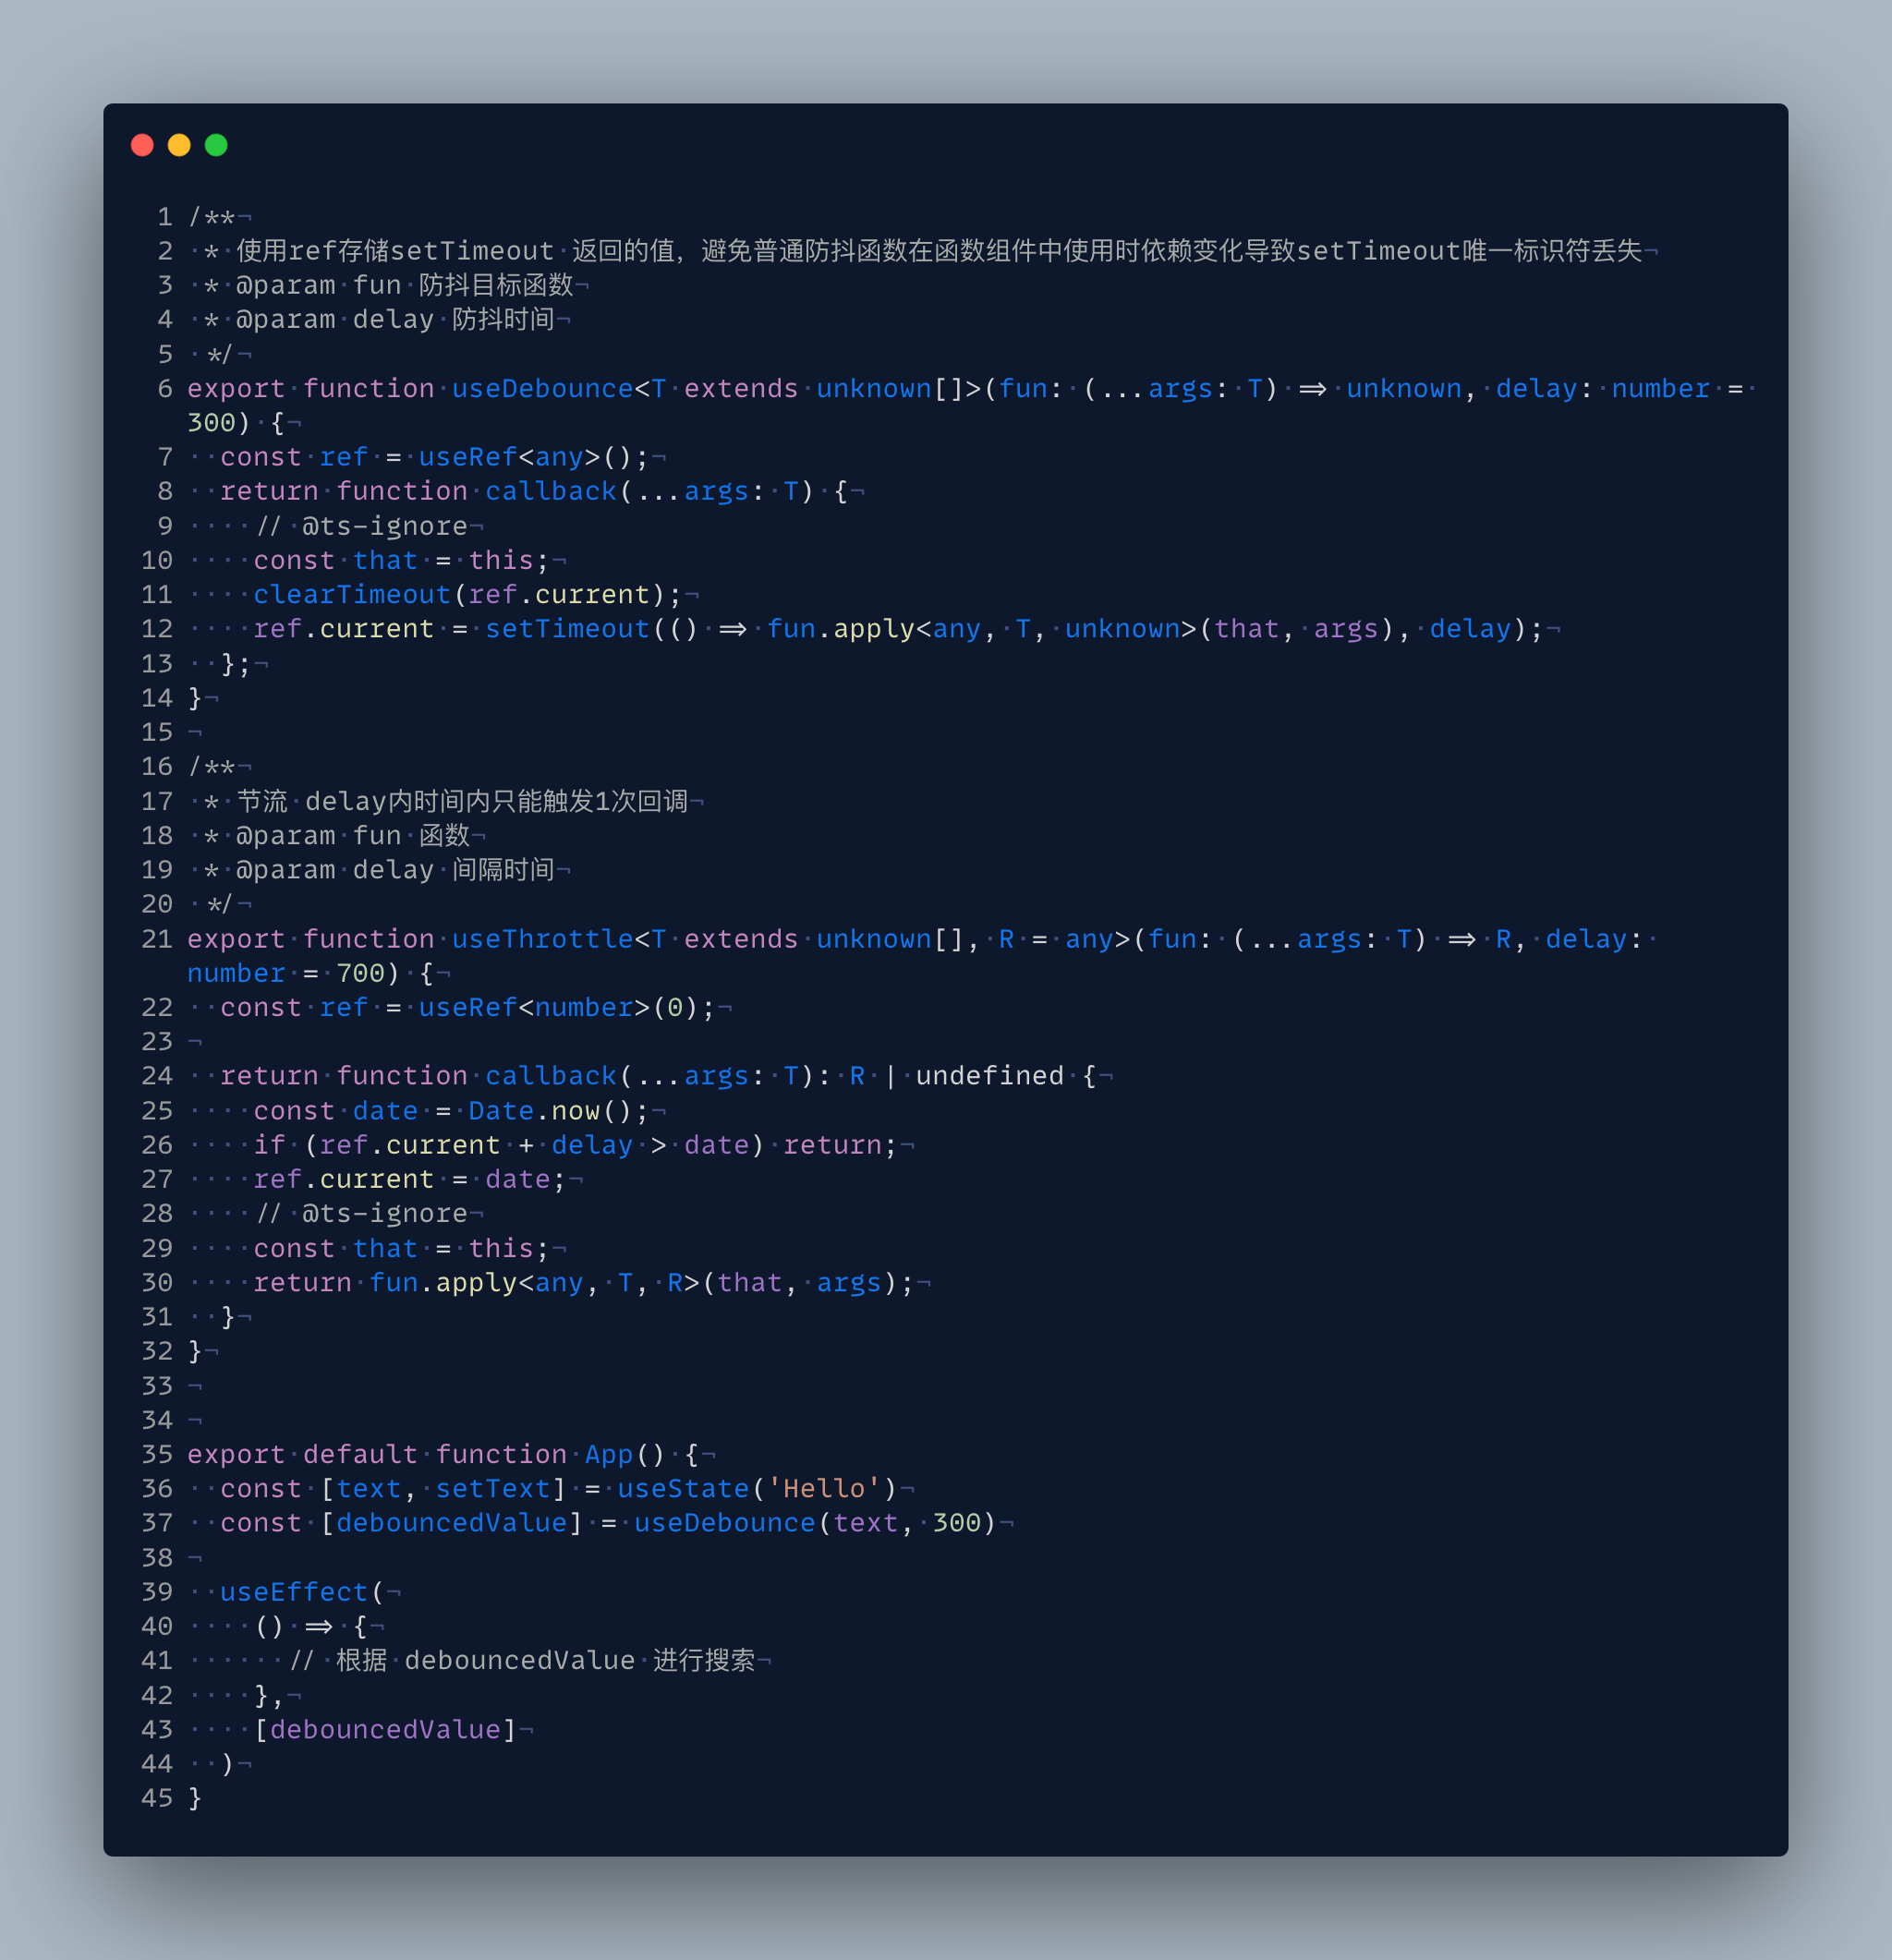 1 /**¬
2 ·*·使用ref存储setTimeout·返回的值，避免普通防抖函数在函数组件中使用时依赖变化导致setTimeout唯一标识符丢失¬
3 ·*·@param·fun·防抖目标函数¬
4 ·*·@param·delay·防抖时间¬
5 ·*/¬
6 export·function·useDebounce<T·extends·unknown[]>(fun:·(...args:·T)·=>·unknown,·delay:·number·=·
300)·{¬
7 ··const·ref·=·useRef<any>();¬
8 ··return·function·callback(...args:·T)·{¬
9 ····//·@ts-ignore¬
10 ····const·that·=·this;¬
11 ····clearTimeout(ref.current);¬
12 ····ref.current·=·setTimeout(()·=>·fun.apply<any,·T,·unknown>(that,·args),·delay);¬
13 ··};¬
14 }¬
15 ¬
16 /**¬
17 ·*·节流·delay内时间内只能触发1次回调¬
18 ·*·@param·fun·函数¬
19 ·*·@param·delay·间隔时间¬
20 ·*/¬
21 export·function·useThrottle<T·extends·unknown[],·R·=·any>(fun:·(...args:·T)·=>·R,·delay:·
number·=·700)·{¬
22 ··const·ref·=·useRef<number>(0);¬
23 ¬
24 ··return·function·callback(...args:·T):·R·|·undefined·{¬
25 ····const·date·=·Date.now();¬
26 ····if·(ref.current·+·delay·>·date)·return;¬
27 ····ref.current·=·date;¬
28 ····//·@ts-ignore¬
29 ····const·that·=·this;¬
30 ····return·fun.apply<any,·T,·R>(that,·args);¬
31 ··}¬
32 }¬
33 ¬
34 ¬
35 export·default·function·App()·{¬
36 ··const·[text,·setText]·=·useState('Hello')¬
37 ··const·[debouncedValue]·=·useDebounce(text,·300)¬
38 ¬
39 ··useEffect(¬
40 ····()·=>·{¬
41 ······//·根据·debouncedValue·进行搜索¬
42 ····},¬
43 ····[debouncedValue]¬
44 ··)¬
45 }